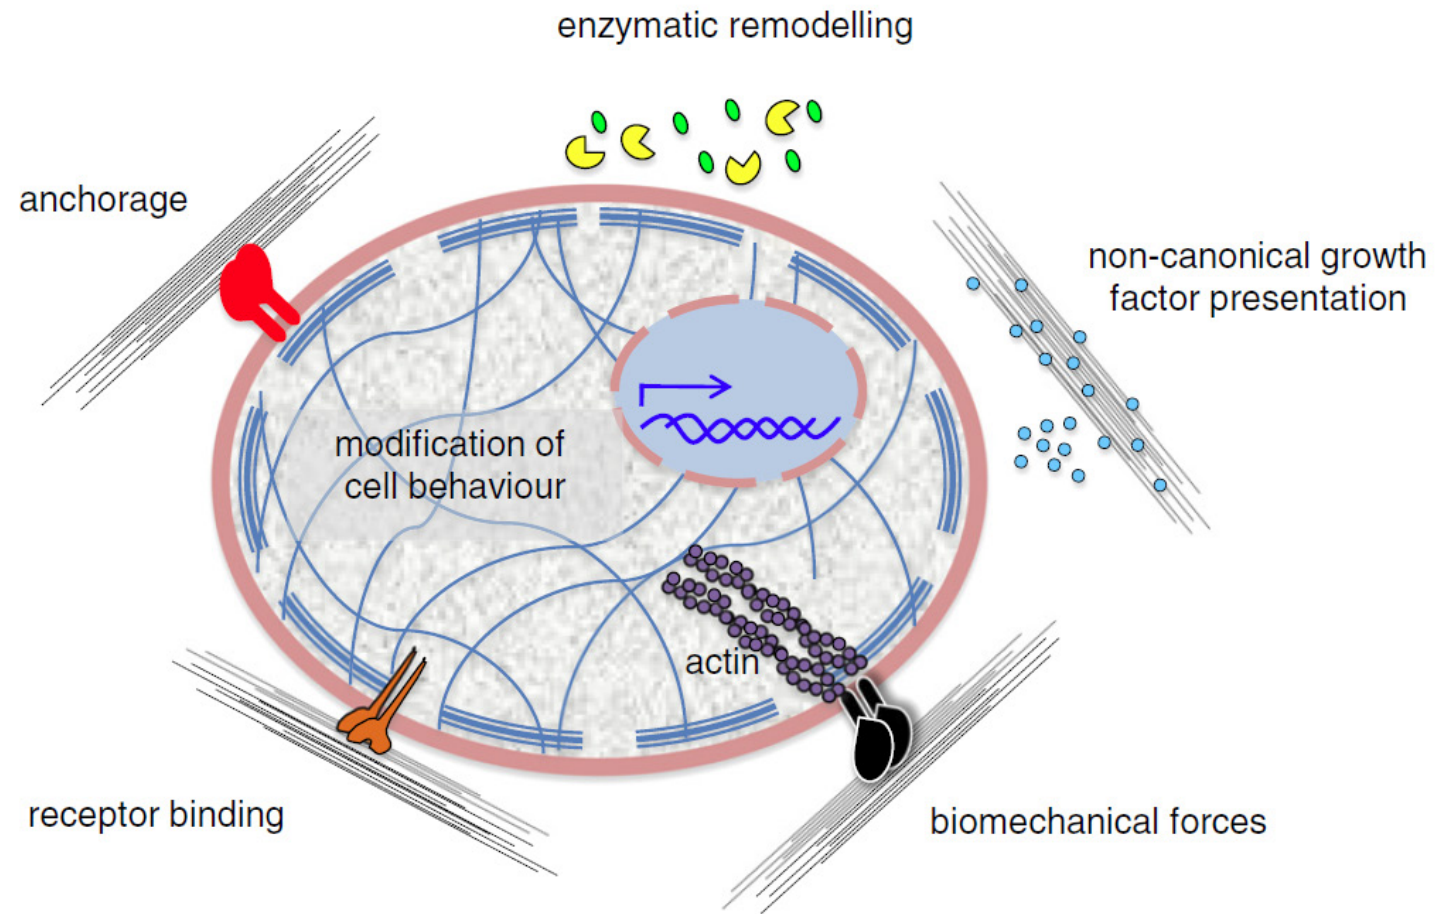 enzymatic remodelling
anchorage
non-canonical growth
factor presentation
modification of
cell behaviour
actin
receptor binding
biomechanical forces